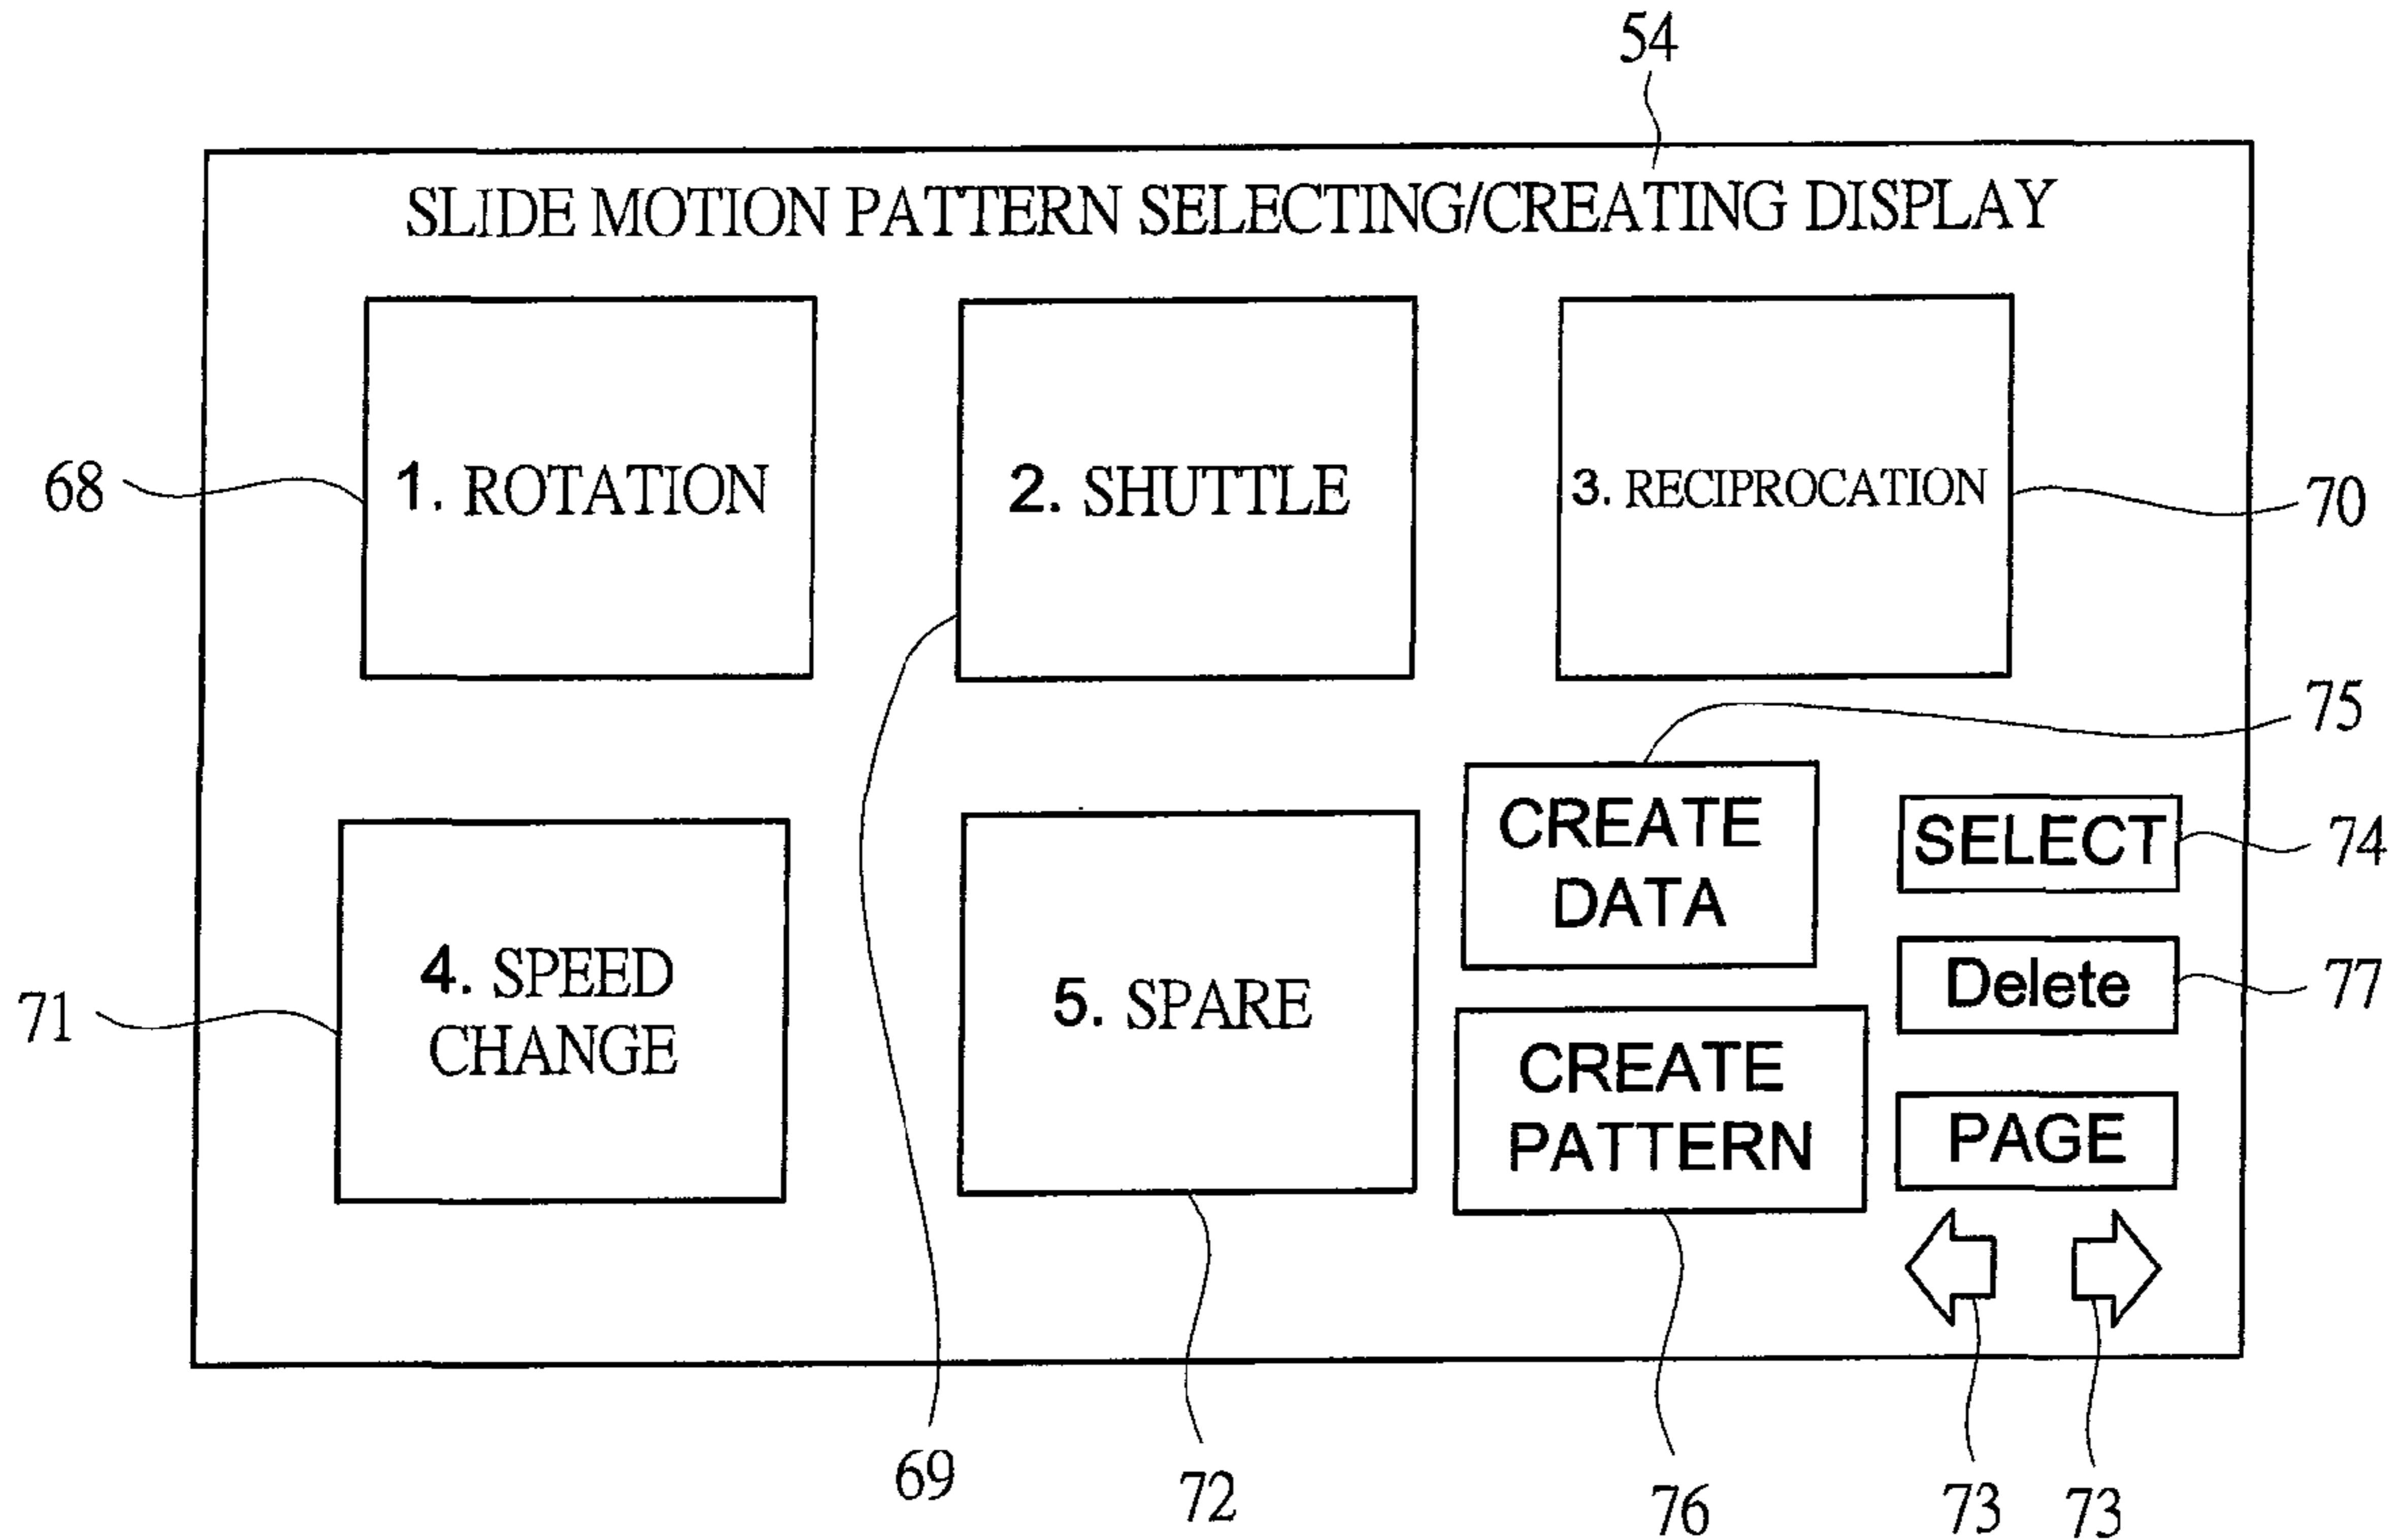 54
SLIDE MOTION PATTERN SELECTING/CREATING DISPLAY
68
1. ROTATION
2. SHUTTLE
3. RECIPROCATION
70
75
CREATE
DATA
SELECT
74
71
4. SPEED
CHANGE
5. SPARE
Delete
77
CREATE
PATTERN
PAGE
69
72
76
73
73